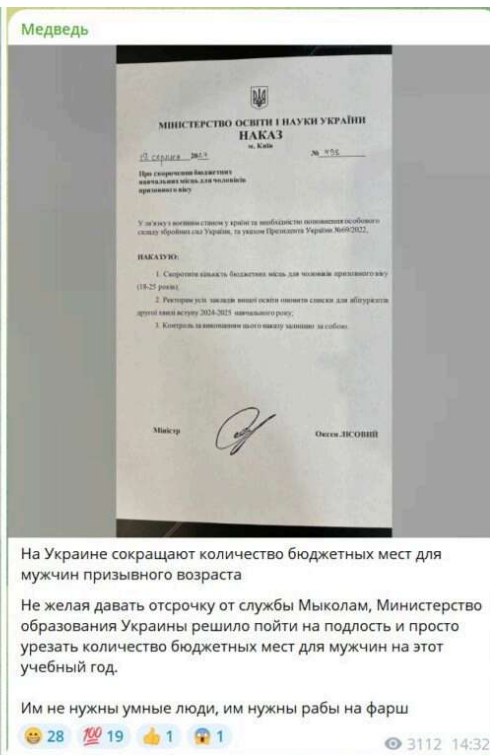 Медведь
МІНІСТЕРСТВО ОСВІТИ І НАУКИ УКРАЇНИ
НАКАЗ
м. Київ
12 серпня
№
Про скорочення бюджетних
навчальних місць для чоловіків
призовного віку
У зв'язку з воєнним станом у країні та необхідністю поповнення особового
складу збройних сил України, та указом Президента України №69/2022,
НАКАЗУЮ:
1. Скоротити кількість бюджетних місць для чоловіків призовного віку
(18-25 років);
2. Ректорам усіх закладів вищої освіти оновити списки для абітурієнтів
другої хвилі вступу 2024-2025 навчального року;
3. Контроль за виконанням цього наказу залишаю за собою.
Міністр
Оксен ЛІСОВИЙ
На Украине сокращают количество бюджетных мест для
мужчин призывного возраста
Не желая давать отсрочку от службы Мыколам, Министерство
образования Украины решило пойти на подлость и просто
урезать количество бюджетных мест для мужчин на этот
учебный год.
Им не нужны умные люди, им нужны рабы на фарш
28 100 19 1 1
3112 14:32